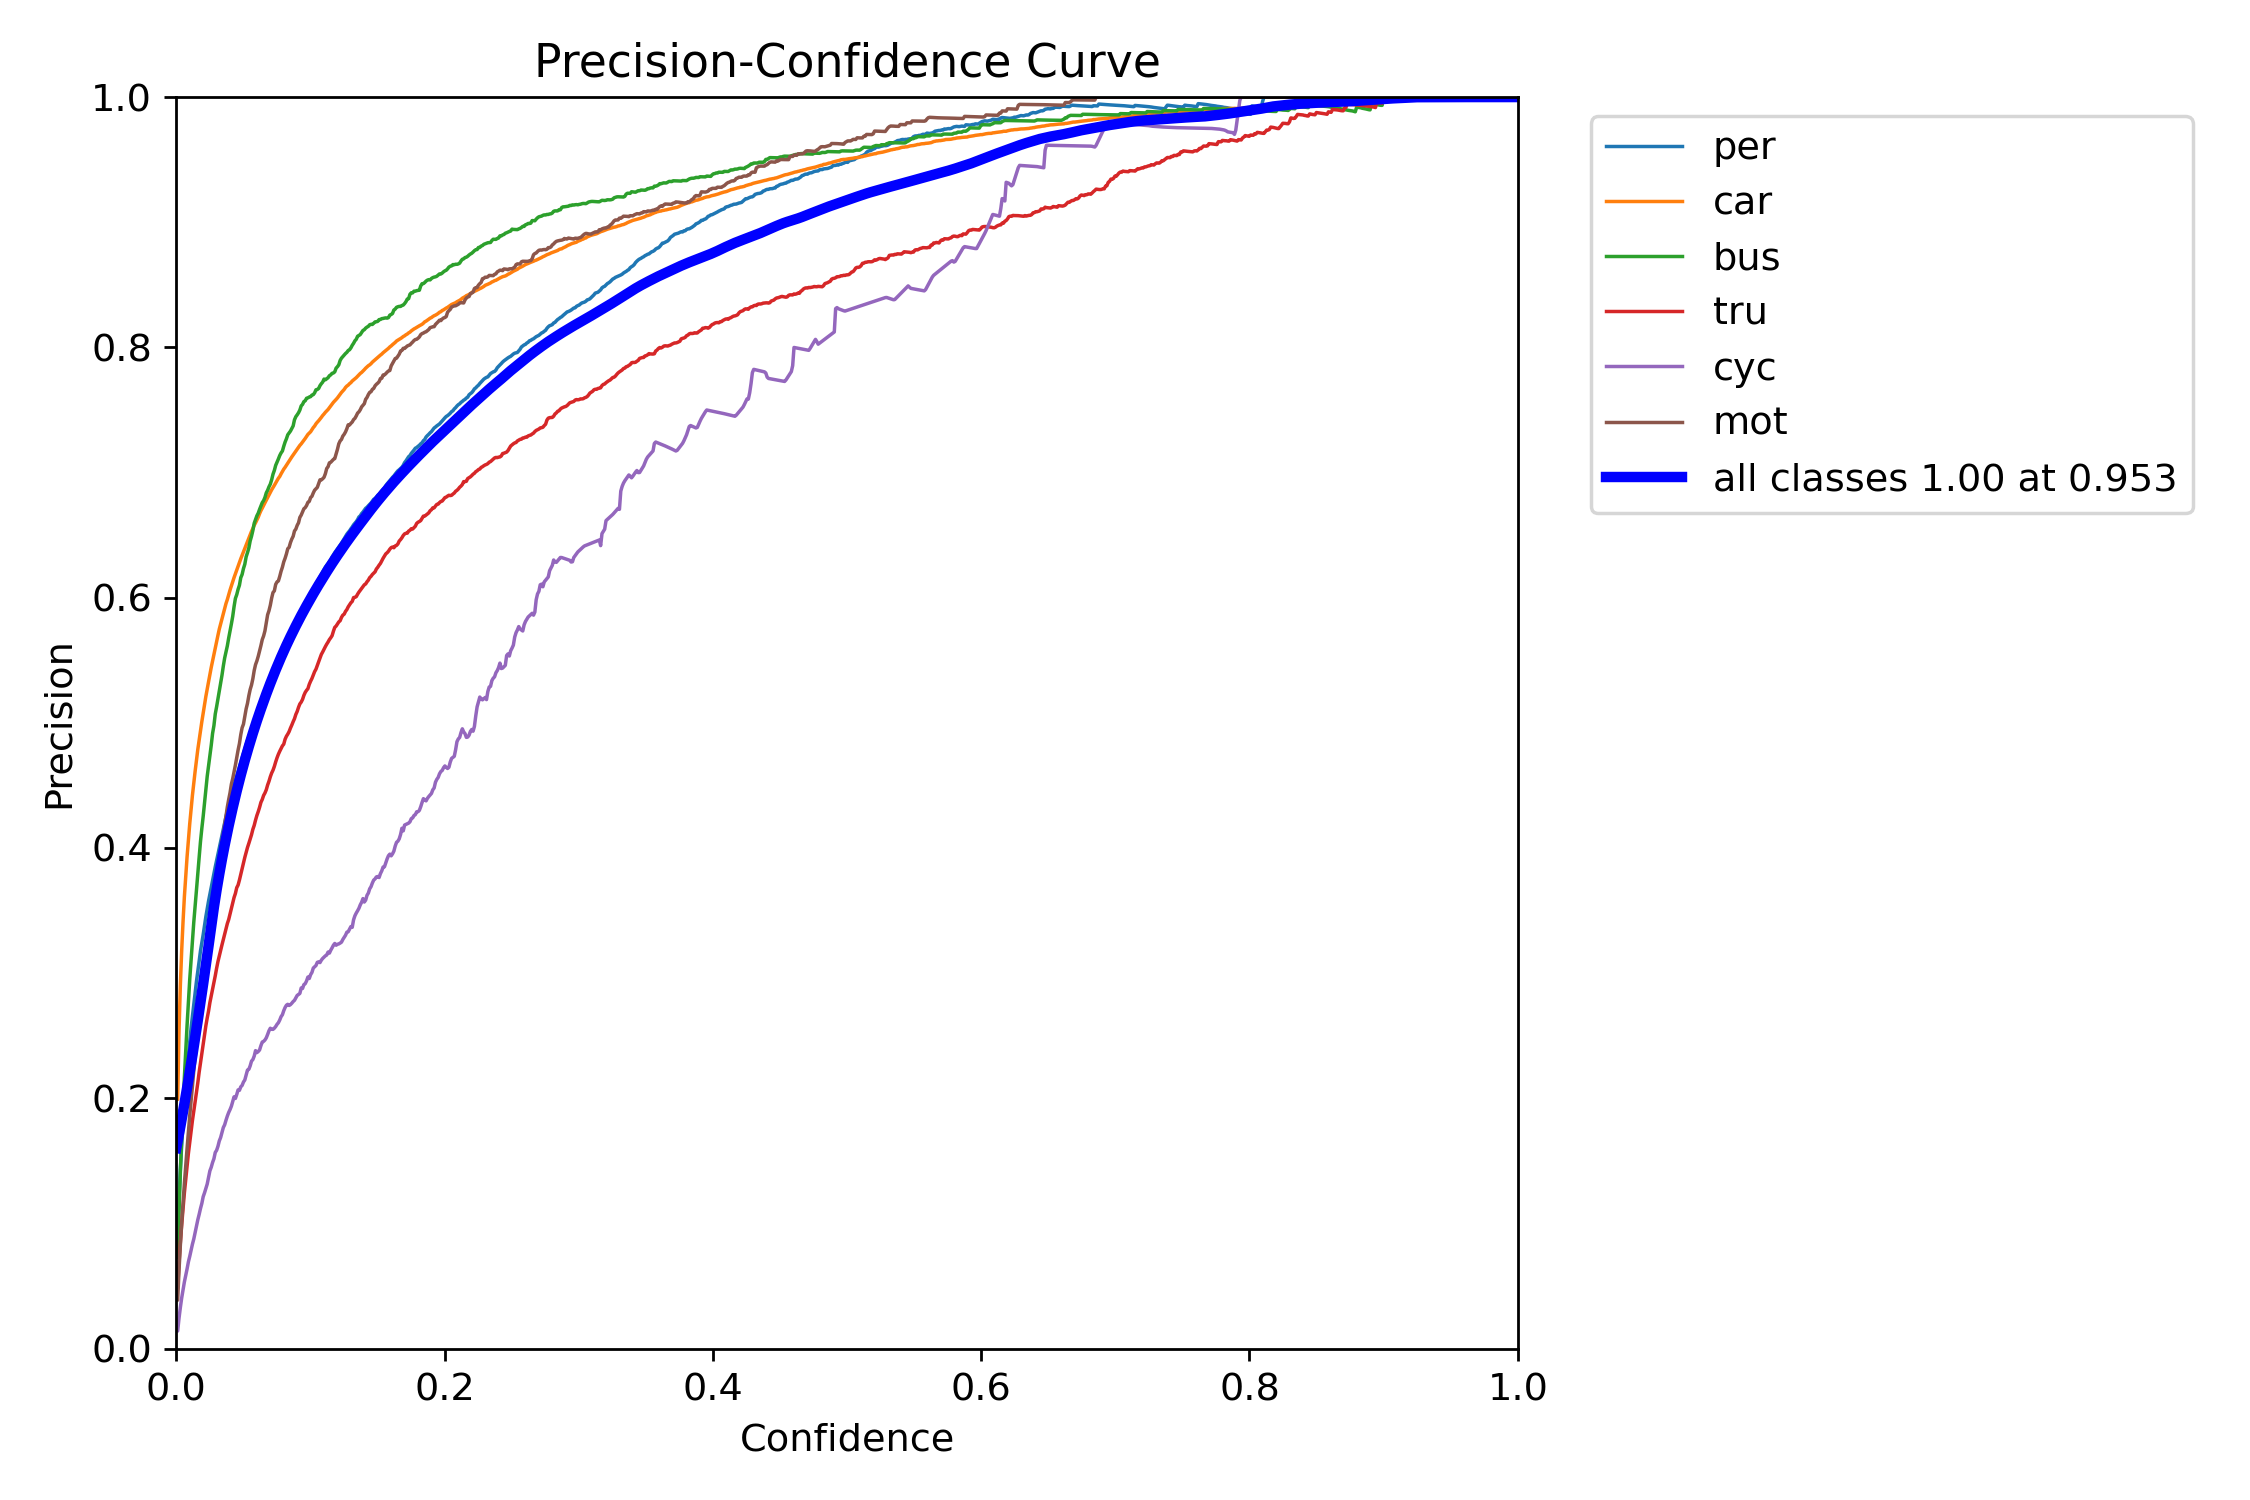 Precision-Confidence Curve
1.0
0.8
0.6
0.4
0.2
0.0
Precision
0.0 0.2 0.4 0.6 0.8 1.0
Confidence
per
car
bus
tru
cyc
mot
all classes 1.00 at 0.953